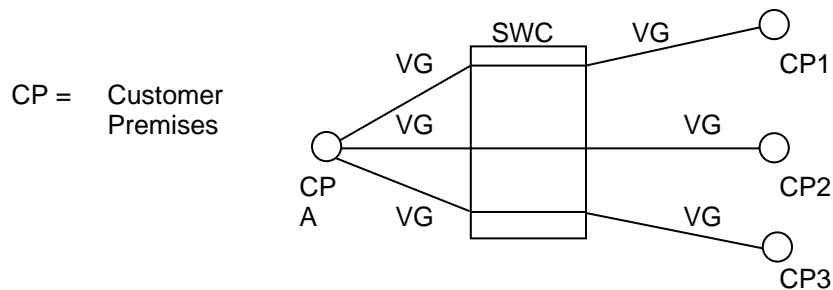 SWC
VG
VG
CP1
CP = Customer
Premises
VG
VG
CP
A
CP2
VG
VG
CP3